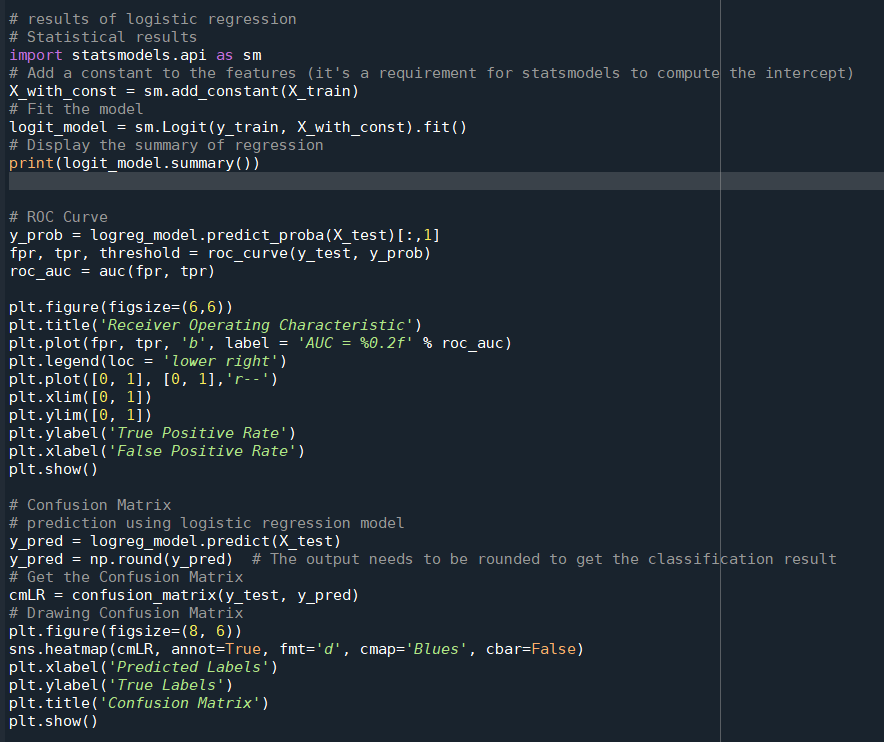 # results of logistic regression
# Statistical results
import statsmodels.api as sm
# Add a constant to the features (it's a requirement for statsmodels to compute the intercept)
X_with_const = sm.add_constant(X_train)
# Fit the model
logit_model = sm.Logit(y_train, X_with_const).fit()
# Display the summary of regression
print(logit_model.summary())
# ROC Curve
y_prob = logreg_model.predict_proba(X_test)[:,1]
fpr, tpr, threshold = roc_curve(y_test, y_prob)
roc_auc = auc(fpr, tpr)
plt.figure(figsize=(6,6))
plt.title('Receiver Operating Characteristic')
plt.plot(fpr, tpr, 'b', label = 'AUC = %0.2f' % roc_auc)
plt.legend(loc = 'lower right')
plt.plot([0, 1], [0, 1],'r--')
plt.xlim([0, 1])
plt.ylim([0, 1])
plt.ylabel('True Positive Rate')
plt.xlabel('False Positive Rate')
plt.show()
# Confusion Matrix
# prediction using logistic regression model
y_pred = logreg_model.predict(X_test)
y_pred = np.round(y_pred)  # The output needs to be rounded to get the classification result
# Get the Confusion Matrix
cmLR = confusion_matrix(y_test, y_pred)
# Drawing Confusion Matrix
plt.figure(figsize=(8, 6))
sns.heatmap(cmLR, annot=True, fmt='d', cmap='Blues', cbar=False)
plt.xlabel('Predicted Labels')
plt.ylabel('True Labels')
plt.title('Confusion Matrix')
plt.show()